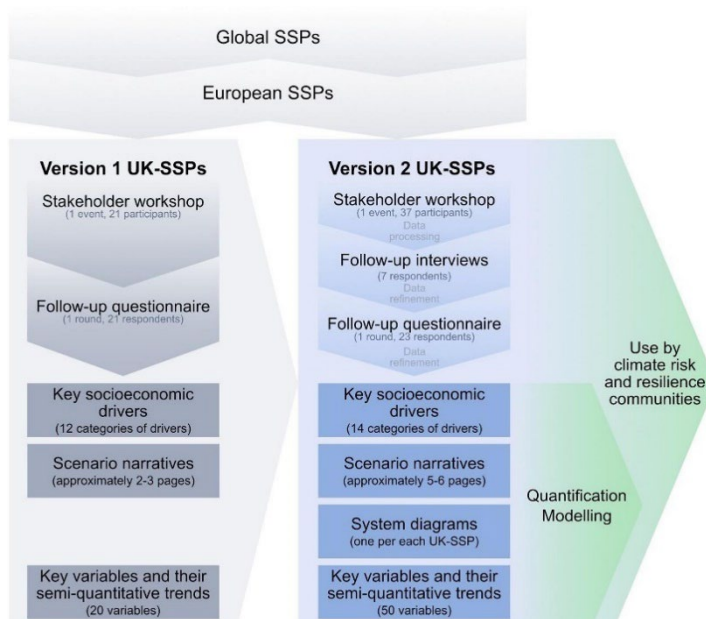 Global SSPs
European SSPs
Version 1 UK-SSPs
Stakeholder workshop
(1 event, 21 participants)
Follow-up questionnaire
(1 round, 21 respondents)
Key socioeconomic
drivers
(12 categories of drivers)
Scenario narratives
(approximately 2-3 pages)
Key variables and their
semi-quantitative trends
(20 variables)
Version 2 UK-SSPs
Stakeholder workshop
(1 event, 37 participants)
Data
processing
Follow-up interviews
(7 respondents)
Data
refinement
Follow-up questionnaire
(1 round, 23 respondents)
Data
refinement
Key socioeconomic
drivers
(14 categories of drivers)
Scenario narratives
(approximately 5-6 pages)
System diagrams
(one per each UK-SSP)
Key variables and their
semi-quantitative trends
(50 variables)
Quantification
Modelling
Use by
climate risk
and resilience
communities